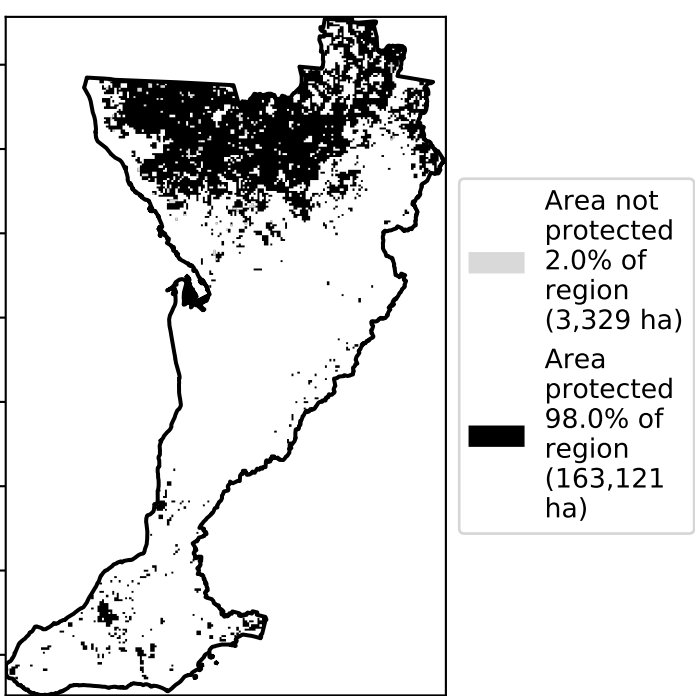 Area not
protected
2.0% of
region
(3,329 ha)
Area
protected
98.0% of
region
(163,121
ha)